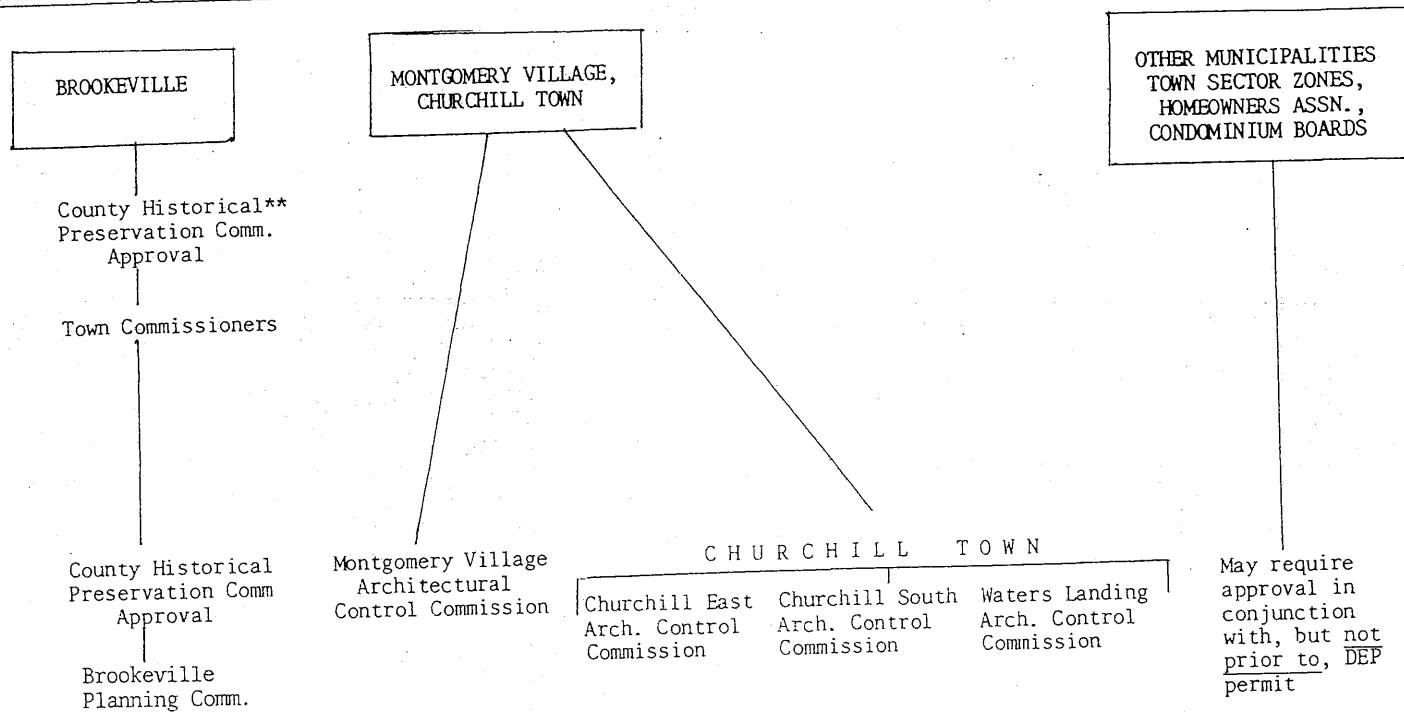 BROOKEVILLE
County Historical**
Preservation Comm.
Approval
Town Commissioners
County Historical
Preservation Comm
Approval
Brookeville
Planning Comm.
MONTGOMERY VILLAGE,
CHURCHILL TOWN
Montgomery Village
Architectural
Control Commission
CHURCHILL TOWN
Churchill East
Arch. Control
Commission
Churchill South
Arch. Control
Commission
Waters Landing
Arch. Control
Commission
OTHER MUNICIPALITIES
TOWN SECTOR ZONES,
HOMEOWNERS ASSN.,
CONDOMINIUM BOARDS
May require
approval in
conjunction
with, but not
prior to, DEP
permit